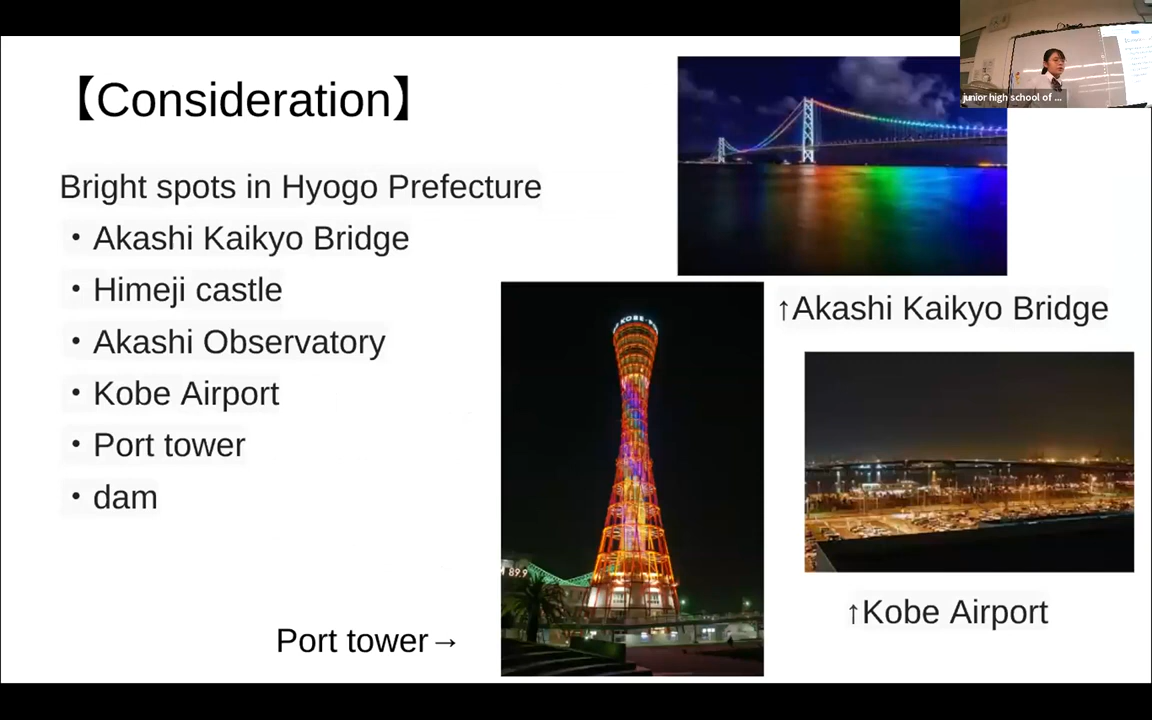 【Consideration】
Bright spots in Hyogo Prefecture
・Akashi Kaikyo Bridge
・Himeji castle
・Akashi Observatory
・Kobe Airport
・Port tower
・dam
Port tower→
↑Akashi Kaikyo Bridge
↑Kobe Airport
junior high school of ...
KOBE
89.9